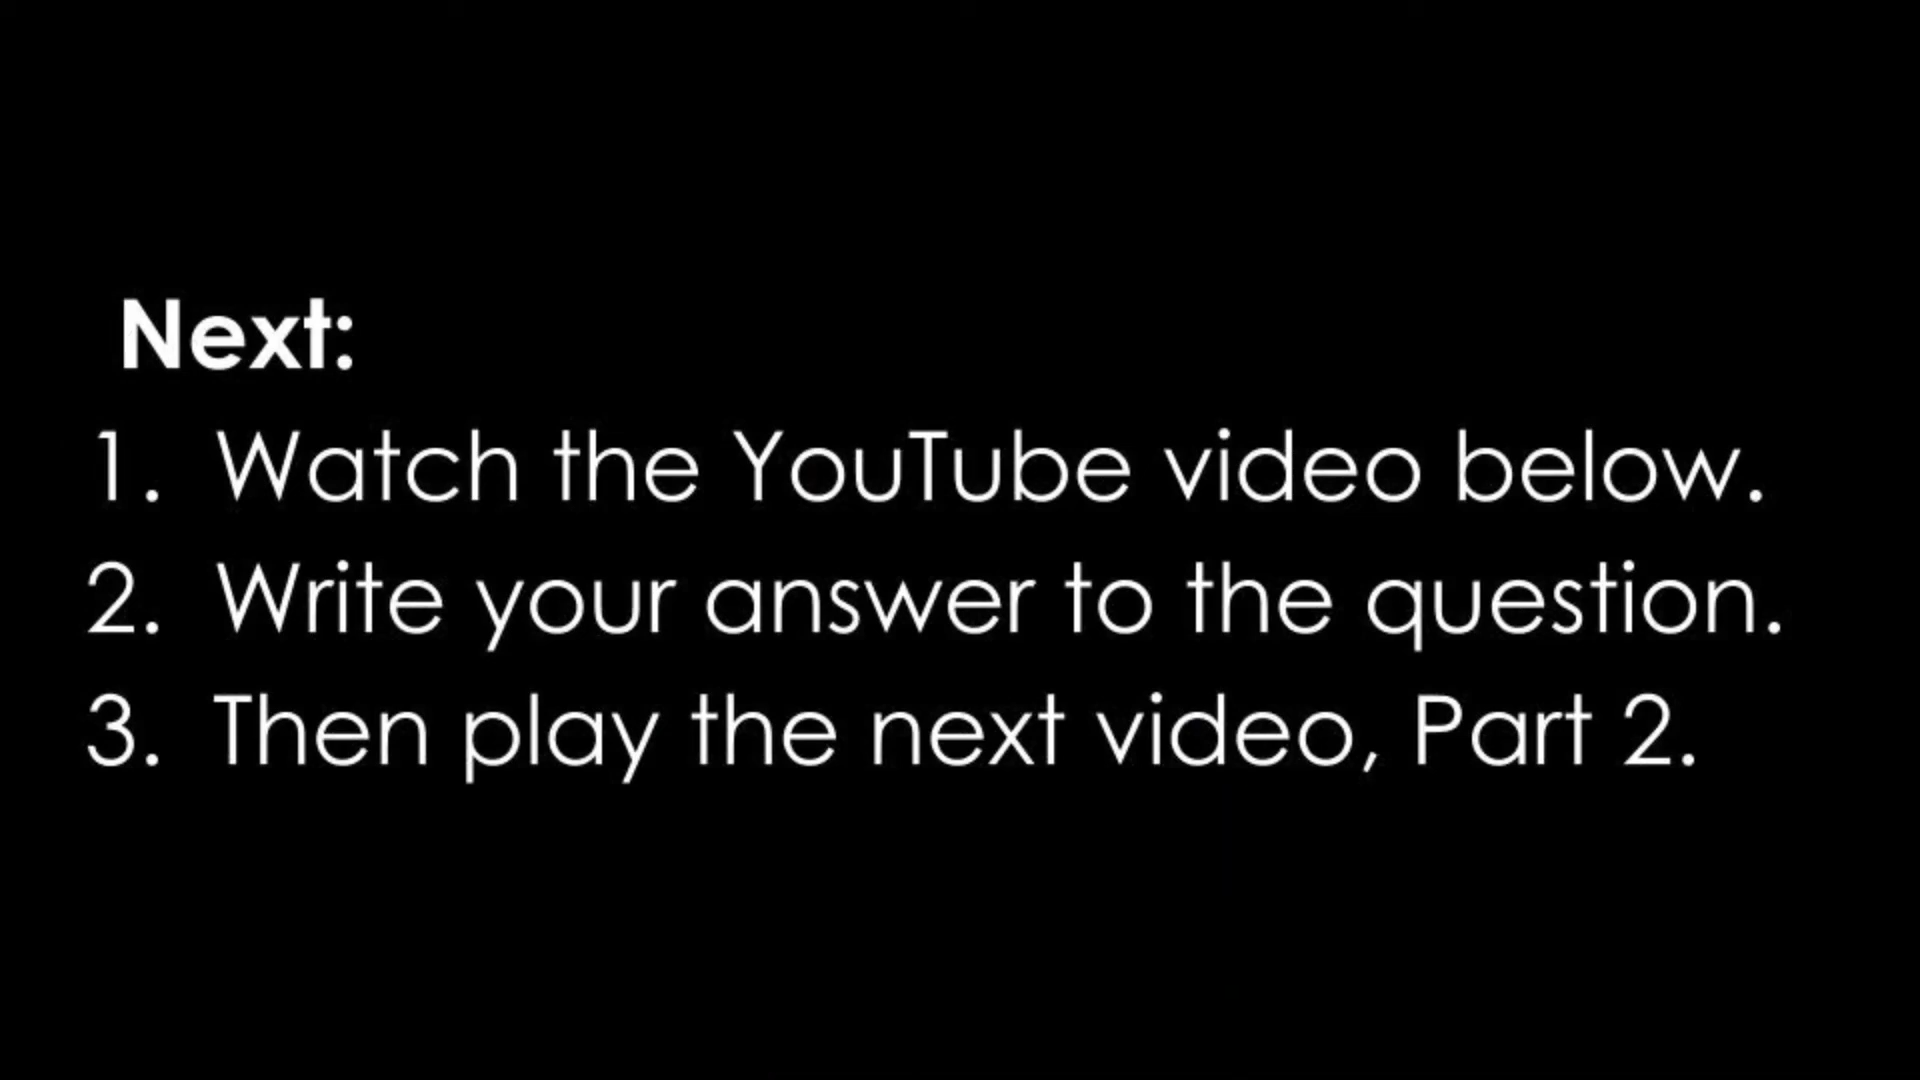 Next:
1. Watch the YouTube video below.
2. Write your answer to the question.
3. Then play the next video, Part 2.